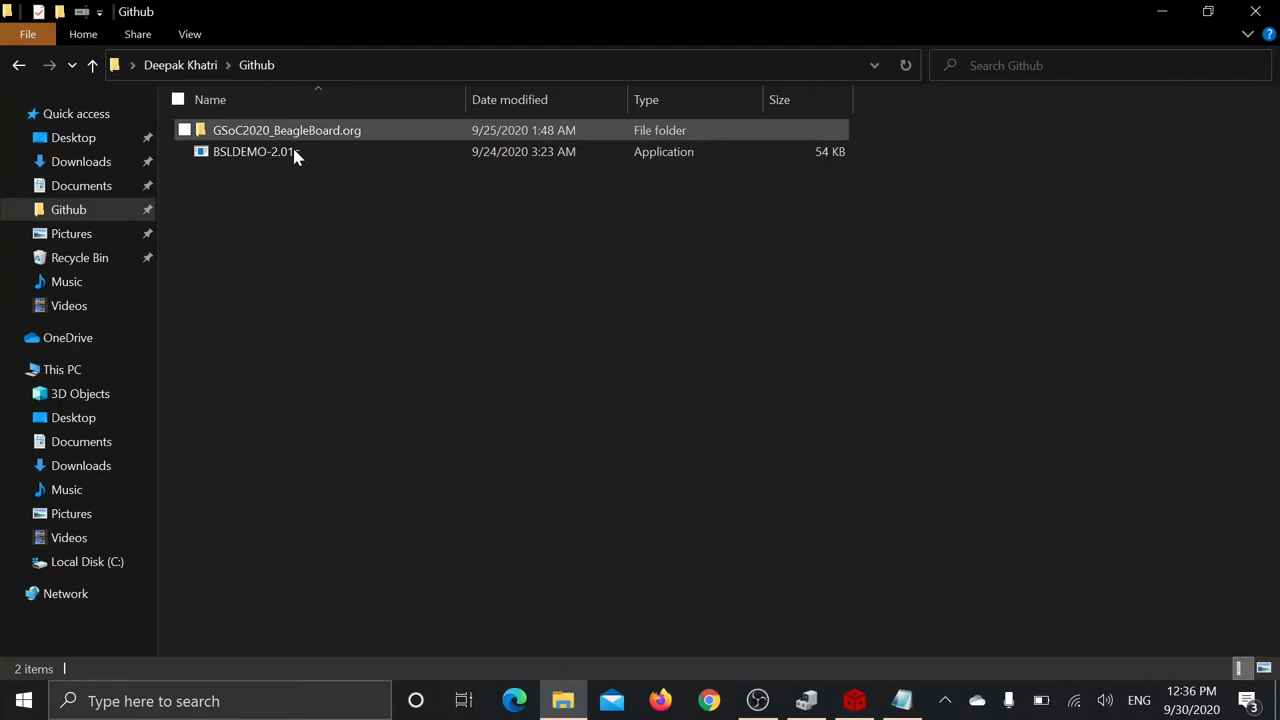 Github
File Home Share View
Deepak Khatri Github Search Github
Name Date modified Type Size
Quick access
GSoC2020_BeagleBoard.org 9/25/2020 1:48 AM File folder
Desktop
BSLDEMO-2.01c 9/24/2020 3:23 AM Application 54 KB
Downloads
Documents
Github
Pictures
Recycle Bin
Music
Videos
OneDrive
This PC
3D Objects
Desktop
Documents
Downloads
Music
Pictures
Videos
Local Disk (C:)
Network
2 items
Type here to search
ENG
12:36 PM
9/30/2020
3